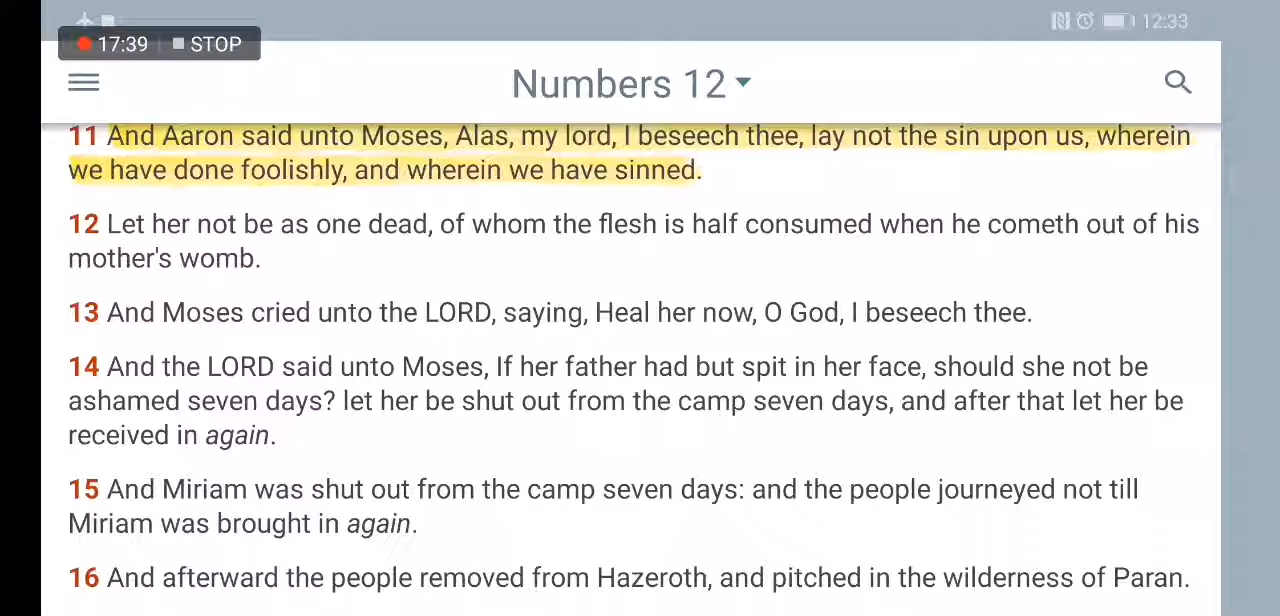 12:33
17:39 STOP
Numbers 12
11 And Aaron said unto Moses, Alas, my lord, I beseech thee, lay not the sin upon us, wherein
we have done foolishly, and wherein we have sinned.
12 Let her not be as one dead, of whom the flesh is half consumed when he cometh out of his
mother's womb.
13 And Moses cried unto the LORD, saying, Heal her now, O God, I beseech thee.
14 And the LORD said unto Moses, If her father had but spit in her face, should she not be
ashamed seven days? let her be shut out from the camp seven days, and after that let her be
received in again.
15 And Miriam was shut out from the camp seven days: and the people journeyed not till
Miriam was brought in again.
16 And afterward the people removed from Hazeroth, and pitched in the wilderness of Paran.